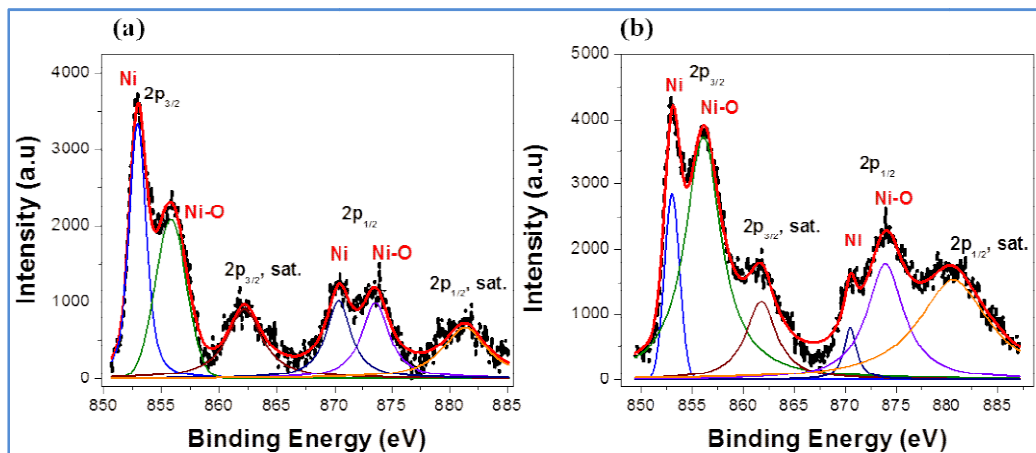 (a)
4000
3000
2000
1000
0
Intensity (a.u)
Ni
2p3/2
Ni-O
2p3/2, sat.
2p1/2
Ni
Ni-O
2p1/2, sat.
850 855 860 865 870 875 880 885
Binding Energy (eV)
(b)
5000
4000
3000
2000
1000
0
Intensity (a.u)
Ni
2p3/2
Ni-O
2p3/2, sat.
2p1/2
NI
Ni-O
2p1/2, sat.
850 855 860 865 870 875 880 885
Binding Energy (eV)